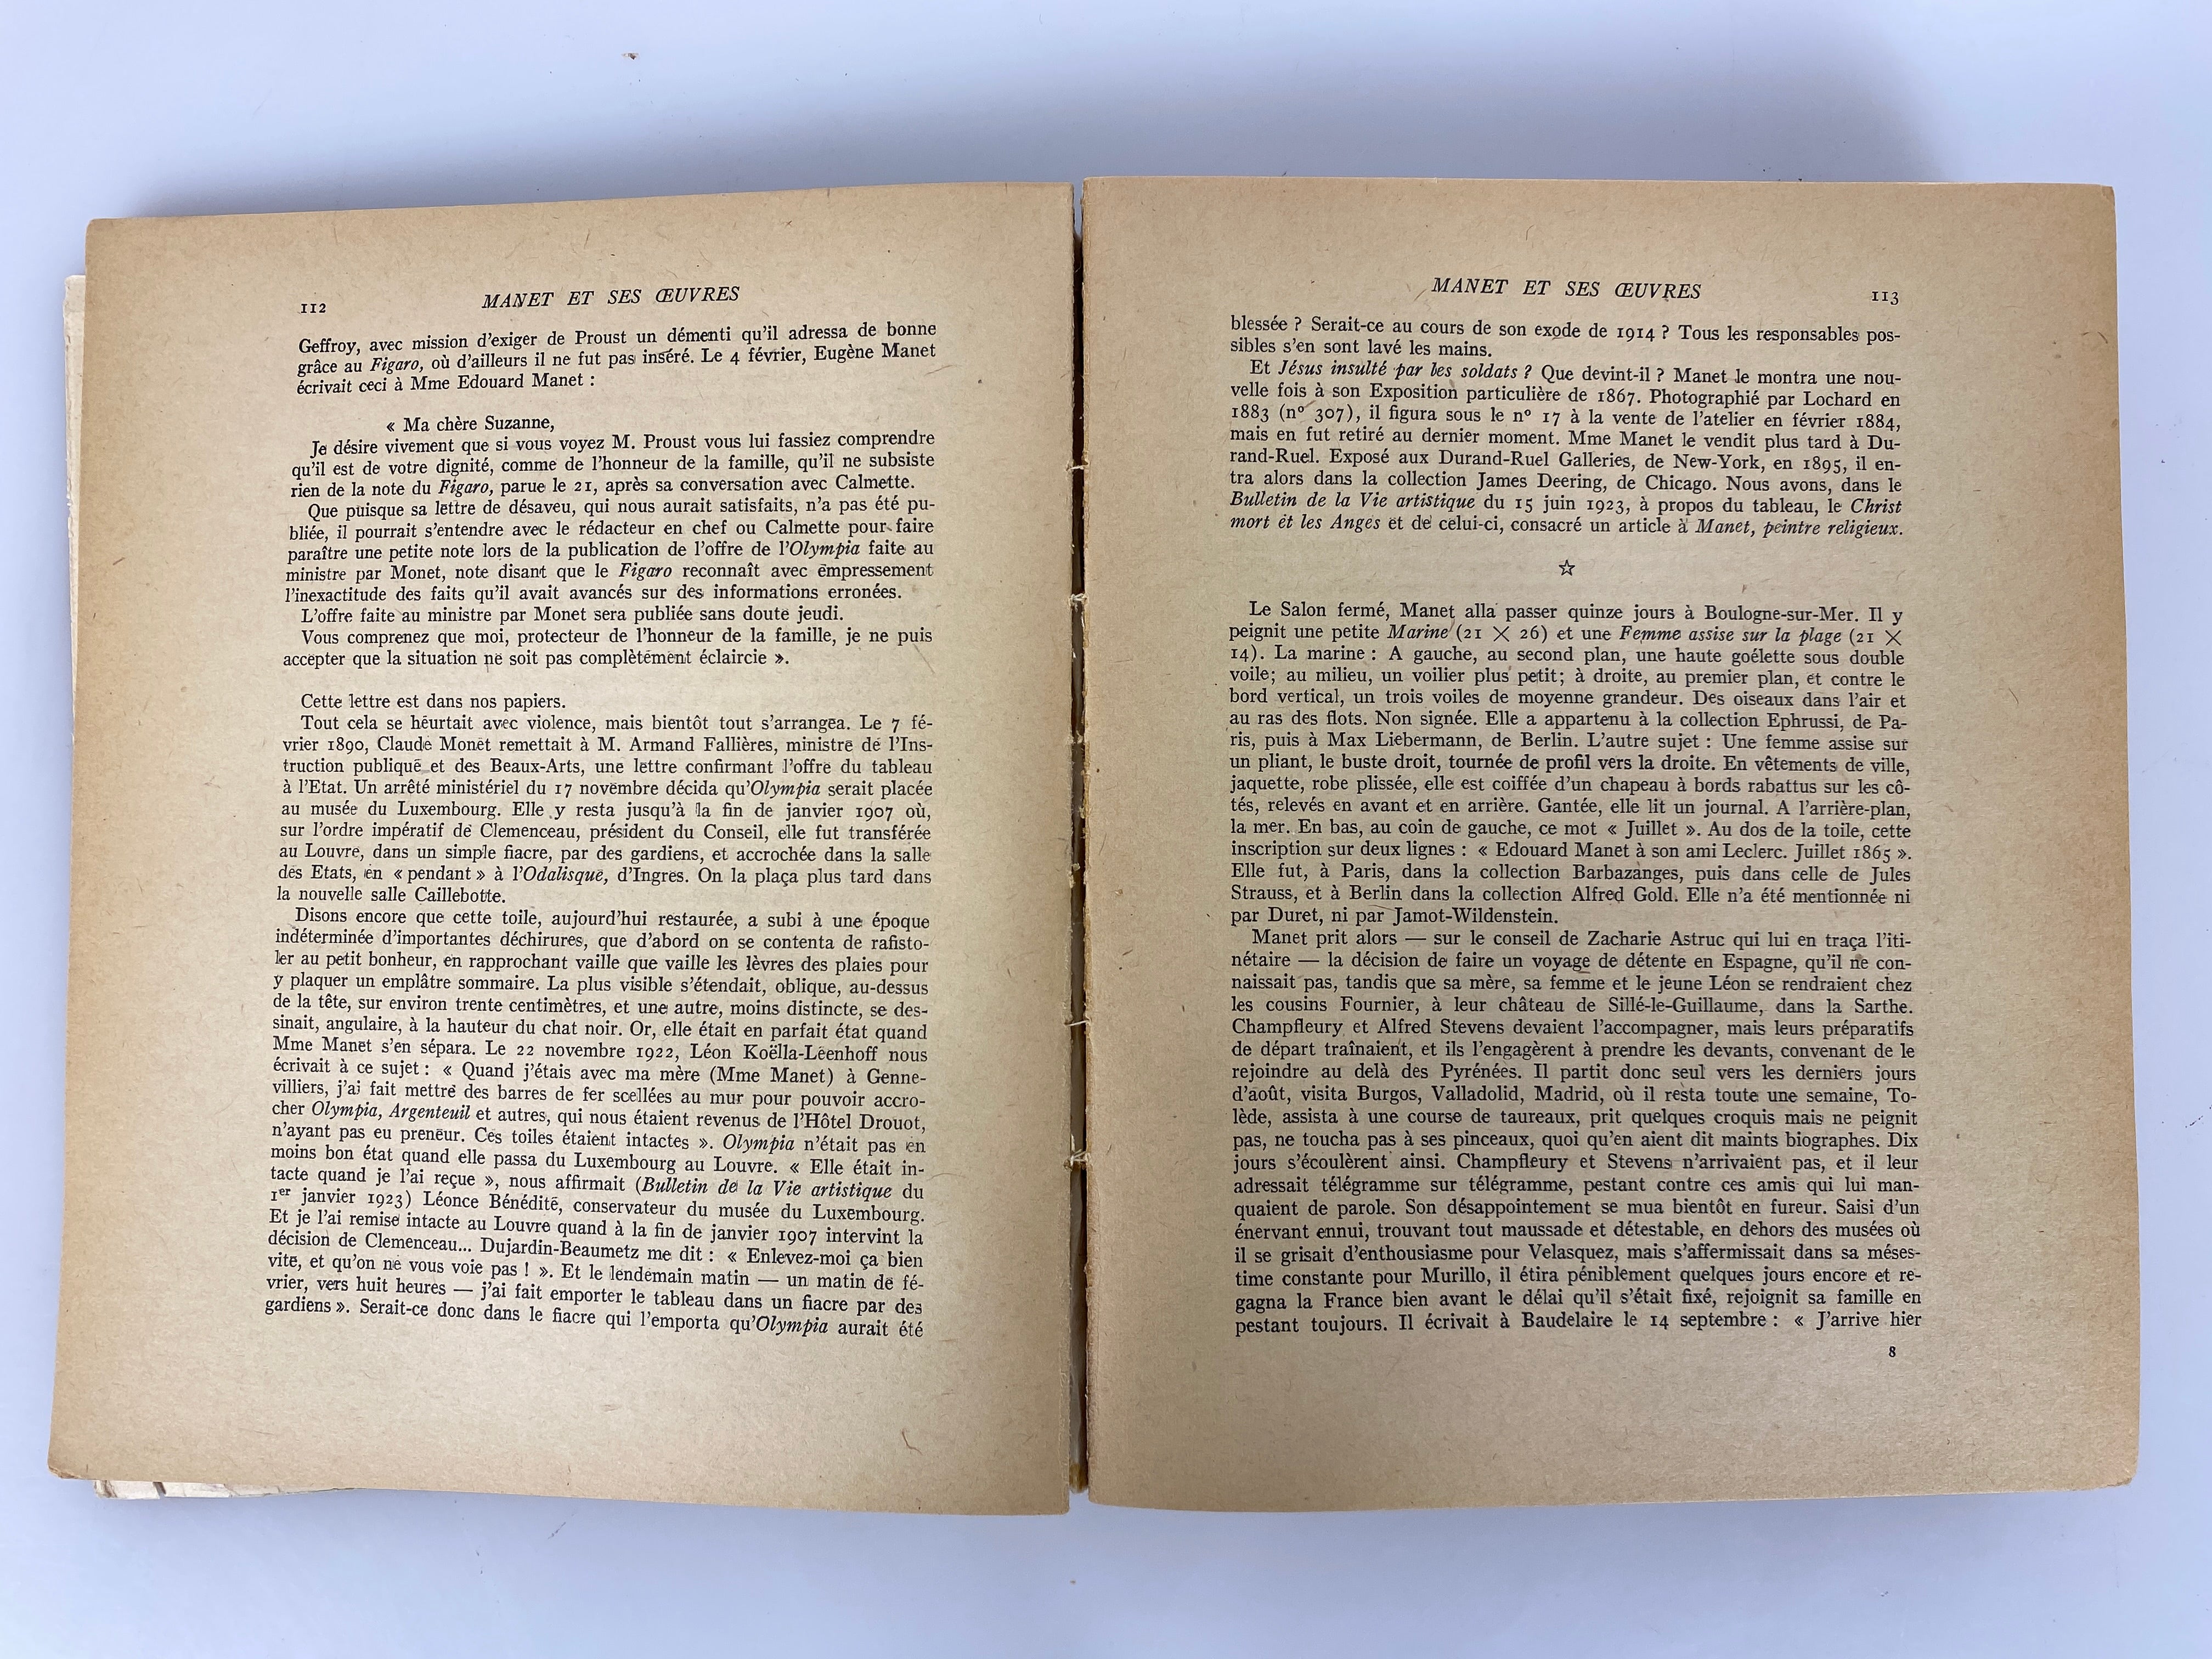 112
MANET ET SES ŒUVRES
Geffroy, avec mission d'exiger de Proust un démenti qu'il adressa de bonne
grâce au Figaro, où d'ailleurs il ne fut pas inséré. Le 4 février, Eugène Manet
écrivait ceci à Mme Edouard Manet :
« Ma chère Suzanne,
Je désire vivement que si vous voyez M. Proust vous lui fassiez comprendre
qu'il est de votre dignité, comme de l'honneur de la famille, qu'il ne subsiste
rien de la note du Figaro, parue le 21, après sa conversation avec Calmette.
Que puisque sa lettre de désaveu, qui nous aurait satisfaits, n'a pas été pu-
bliée, il pourrait s'entendre avec le rédacteur en chef ou Calmette pour faire
paraître une petite note lors de la publication de l'offre de l'Olympia faite au
ministre par Monet, note disant que le Figaro reconnaît avec empressement
l'inexactitude des faits qu'il avait avancés sur des informations erronées.
L'offre faite au ministre par Monet sera publiée sans doute jeudi.
Vous comprenez que moi, protecteur de l'honneur de la famille, je ne puis
accepter que la situation ne soit pas complètement éclaircie ».
Cette lettre est dans nos papiers.
Tout cela se heurtait avec violence, mais bientôt tout s'arrangea. Le 7 fé-
vrier 1890, Claude Monet remettait à M. Armand Fallières, ministre de l'Ins-
truction publique et des Beaux-Arts, une lettre confirmant l'offre du tableau
à l'Etat. Un arrêté ministériel du 17 novembre décida qu'Olympia serait placée
au musée du Luxembourg. Elle y resta jusqu'à la fin de janvier 1907 où,
sur l'ordre impératif de Clemenceau, président du Conseil, elle fut transférée
au Louvre, dans un simple fiacre, par des gardiens, et accrochée dans la salle
des Etats, en « pendant » à l'Odalisque, d'Ingres. On la plaça plus tard dans
la nouvelle salle Caillebotte.
Disons encore que cette toile, aujourd'hui restaurée, a subi à une époque
indéterminée d'importantes déchirures, que d'abord on se contenta de rafisto-
ler au petit bonheur, en rapprochant vaille que vaille les lèvres des plaies pour
y plaquer un emplâtre sommaire. La plus visible s'étendait, oblique, au-dessus
de la tête, sur environ trente centimètres, et une autre, moins distincte, se des-
sinait, angulaire, à la hauteur du chat noir. Or, elle était en parfait état quand
Mme Manet s'en sépara. Le 22 novembre 1922, Léon Koëlla-Leenhoff nous
écrivait à ce sujet : « Quand j'étais avec ma mère (Mme Manet) à Genne-
villiers, j'ai fait mettre des barres de fer scellées au mur pour pouvoir accro-
cher Olympia, Argenteuil et autres, qui nous étaient revenus de l'Hôtel Drouot,
n'ayant pas eu preneur. Ces toiles étaient intactes ». Olympia n'était pas en
moins bon état quand elle passa du Luxembourg au Louvre. « Elle était in-
tacte quand je l'ai reçue », nous affirmait (Bulletin de la Vie artistique du
1er janvier 1923) Léonce Bénédite, conservateur du musée du Luxembourg.
Et je l'ai remise intacte au Louvre quand à la fin de janvier 1907 intervint la
décision de Clemenceau... Dujardin-Beaumetz me dit : « Enlevez-moi ça bien
vite, et qu'on ne vous voie pas ! ». Et le lendemain matin — un matin de fé-
vrier, vers huit heures — j'ai fait emporter le tableau dans un fiacre par des
gardiens ». Serait-ce donc dans le fiacre qui l'emporta qu'Olympia aurait été
MANET ET SES ŒUVRES
113
blessée ? Serait-ce au cours de son exode de 1914 ? Tous les responsables pos-
sibles s'en sont lavé les mains.
Et Jésus insulté par les soldats ? Que devint-il ? Manet le montra une nou-
velle fois à son Exposition particulière de 1867. Photographié par Lochard en
1883 (n° 307), il figura sous le n° 17 à la vente de l'atelier en février 1884,
mais en fut retiré au dernier moment. Mme Manet le vendit plus tard à Du-
rand-Ruel. Exposé aux Durand-Ruel Galleries, de New-York, en 1895, il en-
tra alors dans la collection James Deering, de Chicago. Nous avons, dans le
Bulletin de la Vie artistique du 15 juin 1923, à propos du tableau, le Christ
mort et les Anges et de celui-ci, consacré un article à Manet, peintre religieux.
☆
Le Salon fermé, Manet alla passer quinze jours à Boulogne-sur-Mer. Il y
peignit une petite Marine (21 × 26) et une Femme assise sur la plage (21 ×
14). La marine : A gauche, au second plan, une haute goélette sous double
voile; au milieu, un voilier plus petit; à droite, au premier plan, et contre le
bord vertical, un trois voiles de moyenne grandeur. Des oiseaux dans l'air et
au ras des flots. Non signée. Elle a appartenu à la collection Ephrussi, de Pa-
ris, puis à Max Liebermann, de Berlin. L'autre sujet : Une femme assise sur
un pliant, le buste droit, tournée de profil vers la droite. En vêtements de ville,
jaquette, robe plissée, elle est coiffée d'un chapeau à bords rabattus sur les cô-
tés, relevés en avant et en arrière. Gantée, elle lit un journal. A l'arrière-plan,
la mer. En bas, au coin de gauche, ce mot « Juillet ». Au dos de la toile, cette
inscription sur deux lignes : « Edouard Manet à son ami Leclerc. Juillet 1865 ».
Elle fut, à Paris, dans la collection Barbazanges, puis dans celle de Jules
Strauss, et à Berlin dans la collection Alfred Gold. Elle n'a été mentionnée ni
par Duret, ni par Jamot-Wildenstein.
Manet prit alors — sur le conseil de Zacharie Astruc qui lui en traça l'iti-
nétaire — la décision de faire un voyage de détente en Espagne, qu'il ne con-
naissait pas, tandis que sa mère, sa femme et le jeune Léon se rendraient chez
les cousins Fournier, à leur château de Sillé-le-Guillaume, dans la Sarthe.
Champfleury et Alfred Stevens devaient l'accompagner, mais leurs préparatifs
de départ traînaient, et ils l'engagèrent à prendre les devants, convenant de le
rejoindre au delà des Pyrénées. Il partit donc seul vers les derniers jours
d'août, visita Burgos, Valladolid, Madrid, où il resta toute une semaine, To-
lède, assista à une course de taureaux, prit quelques croquis mais ne peignit
pas, ne toucha pas à ses pinceaux, quoi qu'en aient dit maints biographes. Dix
jours s'écoulèrent ainsi. Champfleury et Stevens n'arrivaient pas, et il leur
adressait télégramme sur télégramme, pestant contre ces amis qui lui man-
quaient de parole. Son désappointement se mua bientôt en fureur. Saisi d'un
énervant ennui, trouvant tout maussade et détestable, en dehors des musées où
il se grisait d'enthousiasme pour Velasquez, mais s'affermissait dans sa méses-
time constante pour Murillo, il étira péniblement quelques jours encore et re-
gagna la France bien avant le délai qu'il s'était fixé, rejoignit sa famille en
pestant toujours. Il écrivait à Baudelaire le 14 septembre : « J'arrive hier
8